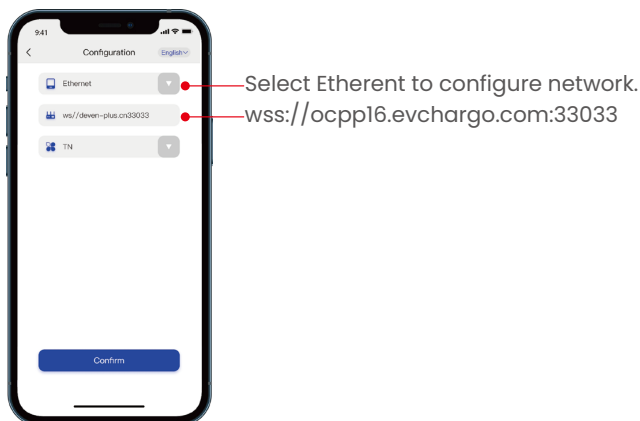 9:41
Configuration English
Ethernet
Select Etherent to configure network.
ws//deven-plus.cn33033
wss://ocpp16.evchargo.com:33033
TN
Confirm